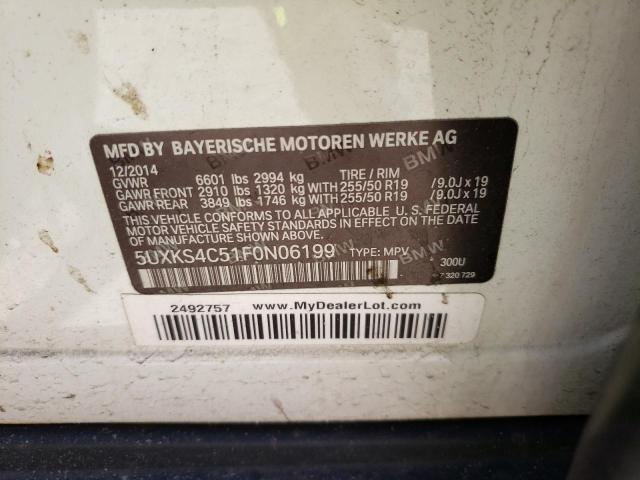 MFD BY BAYERISCHE MOTOREN WERKE AG
12/2014
GVWR 6601 lbs 2994 kg TIRE / RIM
GAWR FRONT 2910 lbs 1320 kg WITH 255/50 R19 /9.0J x 19
GAWR REAR 3849 lbs 1746 kg WITH 255/50 R19 /9.0J x 19
THIS VEHICLE CONFORMS TO ALL APPLICABLE U. S. FEDERAL
MOTOR VEHICLE SAFETY STANDARDS IN EFFECT ON THE
DATE OF MANUFACTURE SHOWN ABOVE.
5UXKS4C51F0N06199 TYPE: MPV
300U
7 320 729
2492757 www.MyDealerLot.com